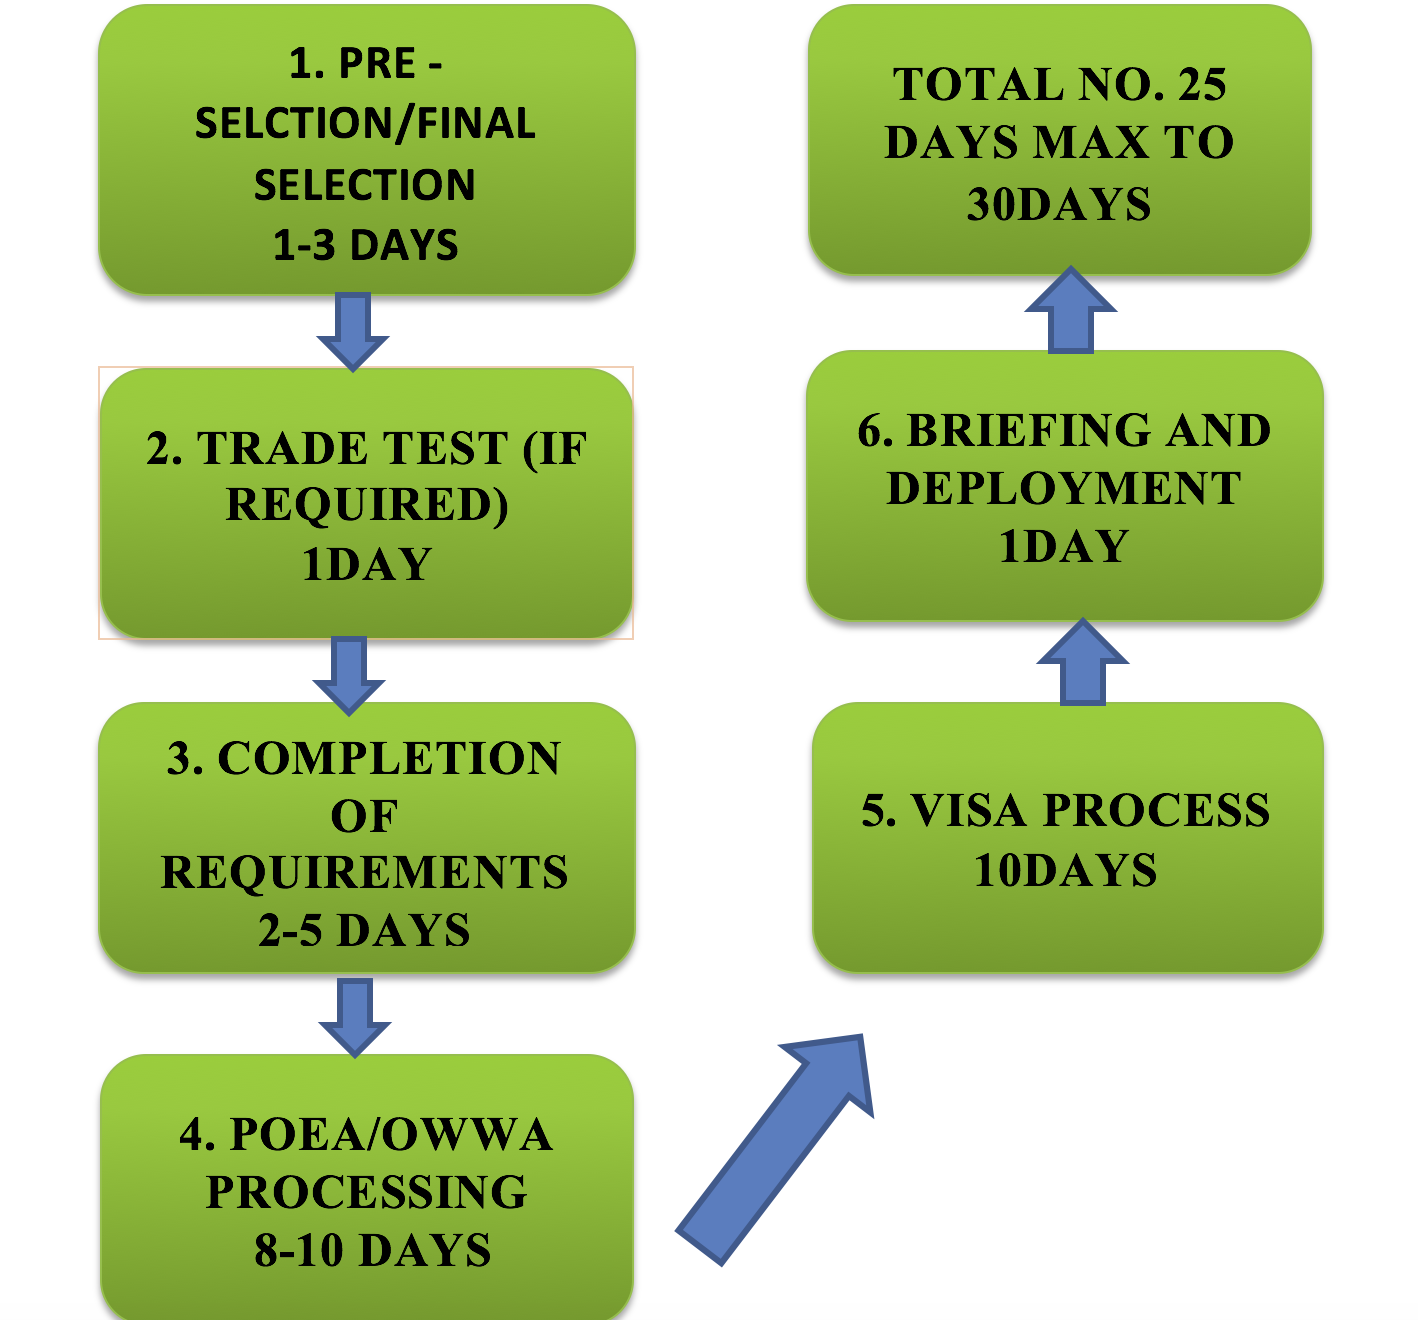 1. PRE -
SELCTION/FINAL
SELECTION
1-3 DAYS
2. TRADE TEST (IF
REQUIRED)
1DAY
3. COMPLETION
OF
REQUIREMENTS
2-5 DAYS
4. POEA/OWWA
PROCESSING
8-10 DAYS
5. VISA PROCESS
10DAYS
6. BRIEFING AND
DEPLOYMENT
1DAY
TOTAL NO. 25
DAYS MAX TO
30DAYS